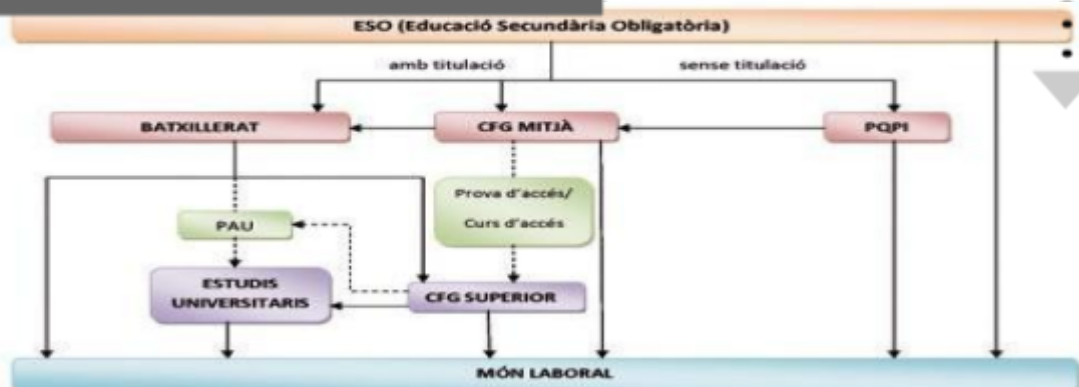 ESO (Educació Secundària Obligatòria)
amb titulació
sense titulació
BATXILLERAT
CFG MITJÀ
PQPI
Prova d'accés/
Curs d'accés
PAU
ESTUDIS
UNIVERSITARIS
CFG SUPERIOR
MÓN LABORAL